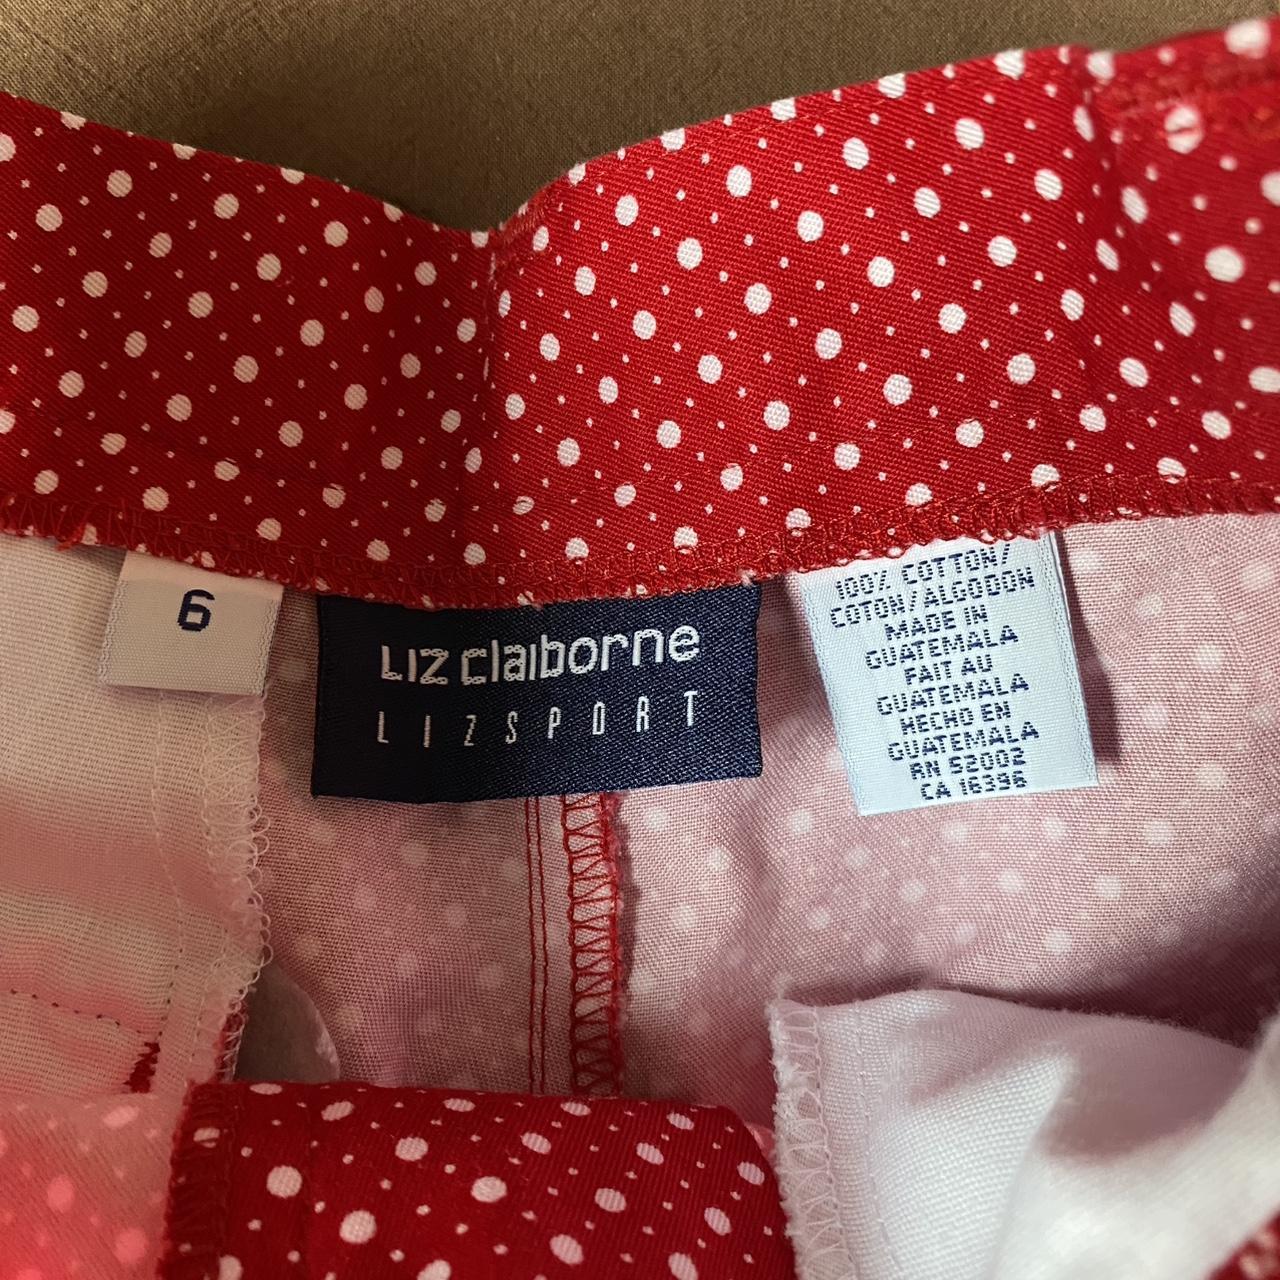 6
Liz claiborne
LIZSPORT
100% COTTON/
COTON/ALGODON
MADE IN
GUATEMALA
FAIT AU
GUATEMALA
HECHO EN
GUATEMALA
RN 52002
CA 16396